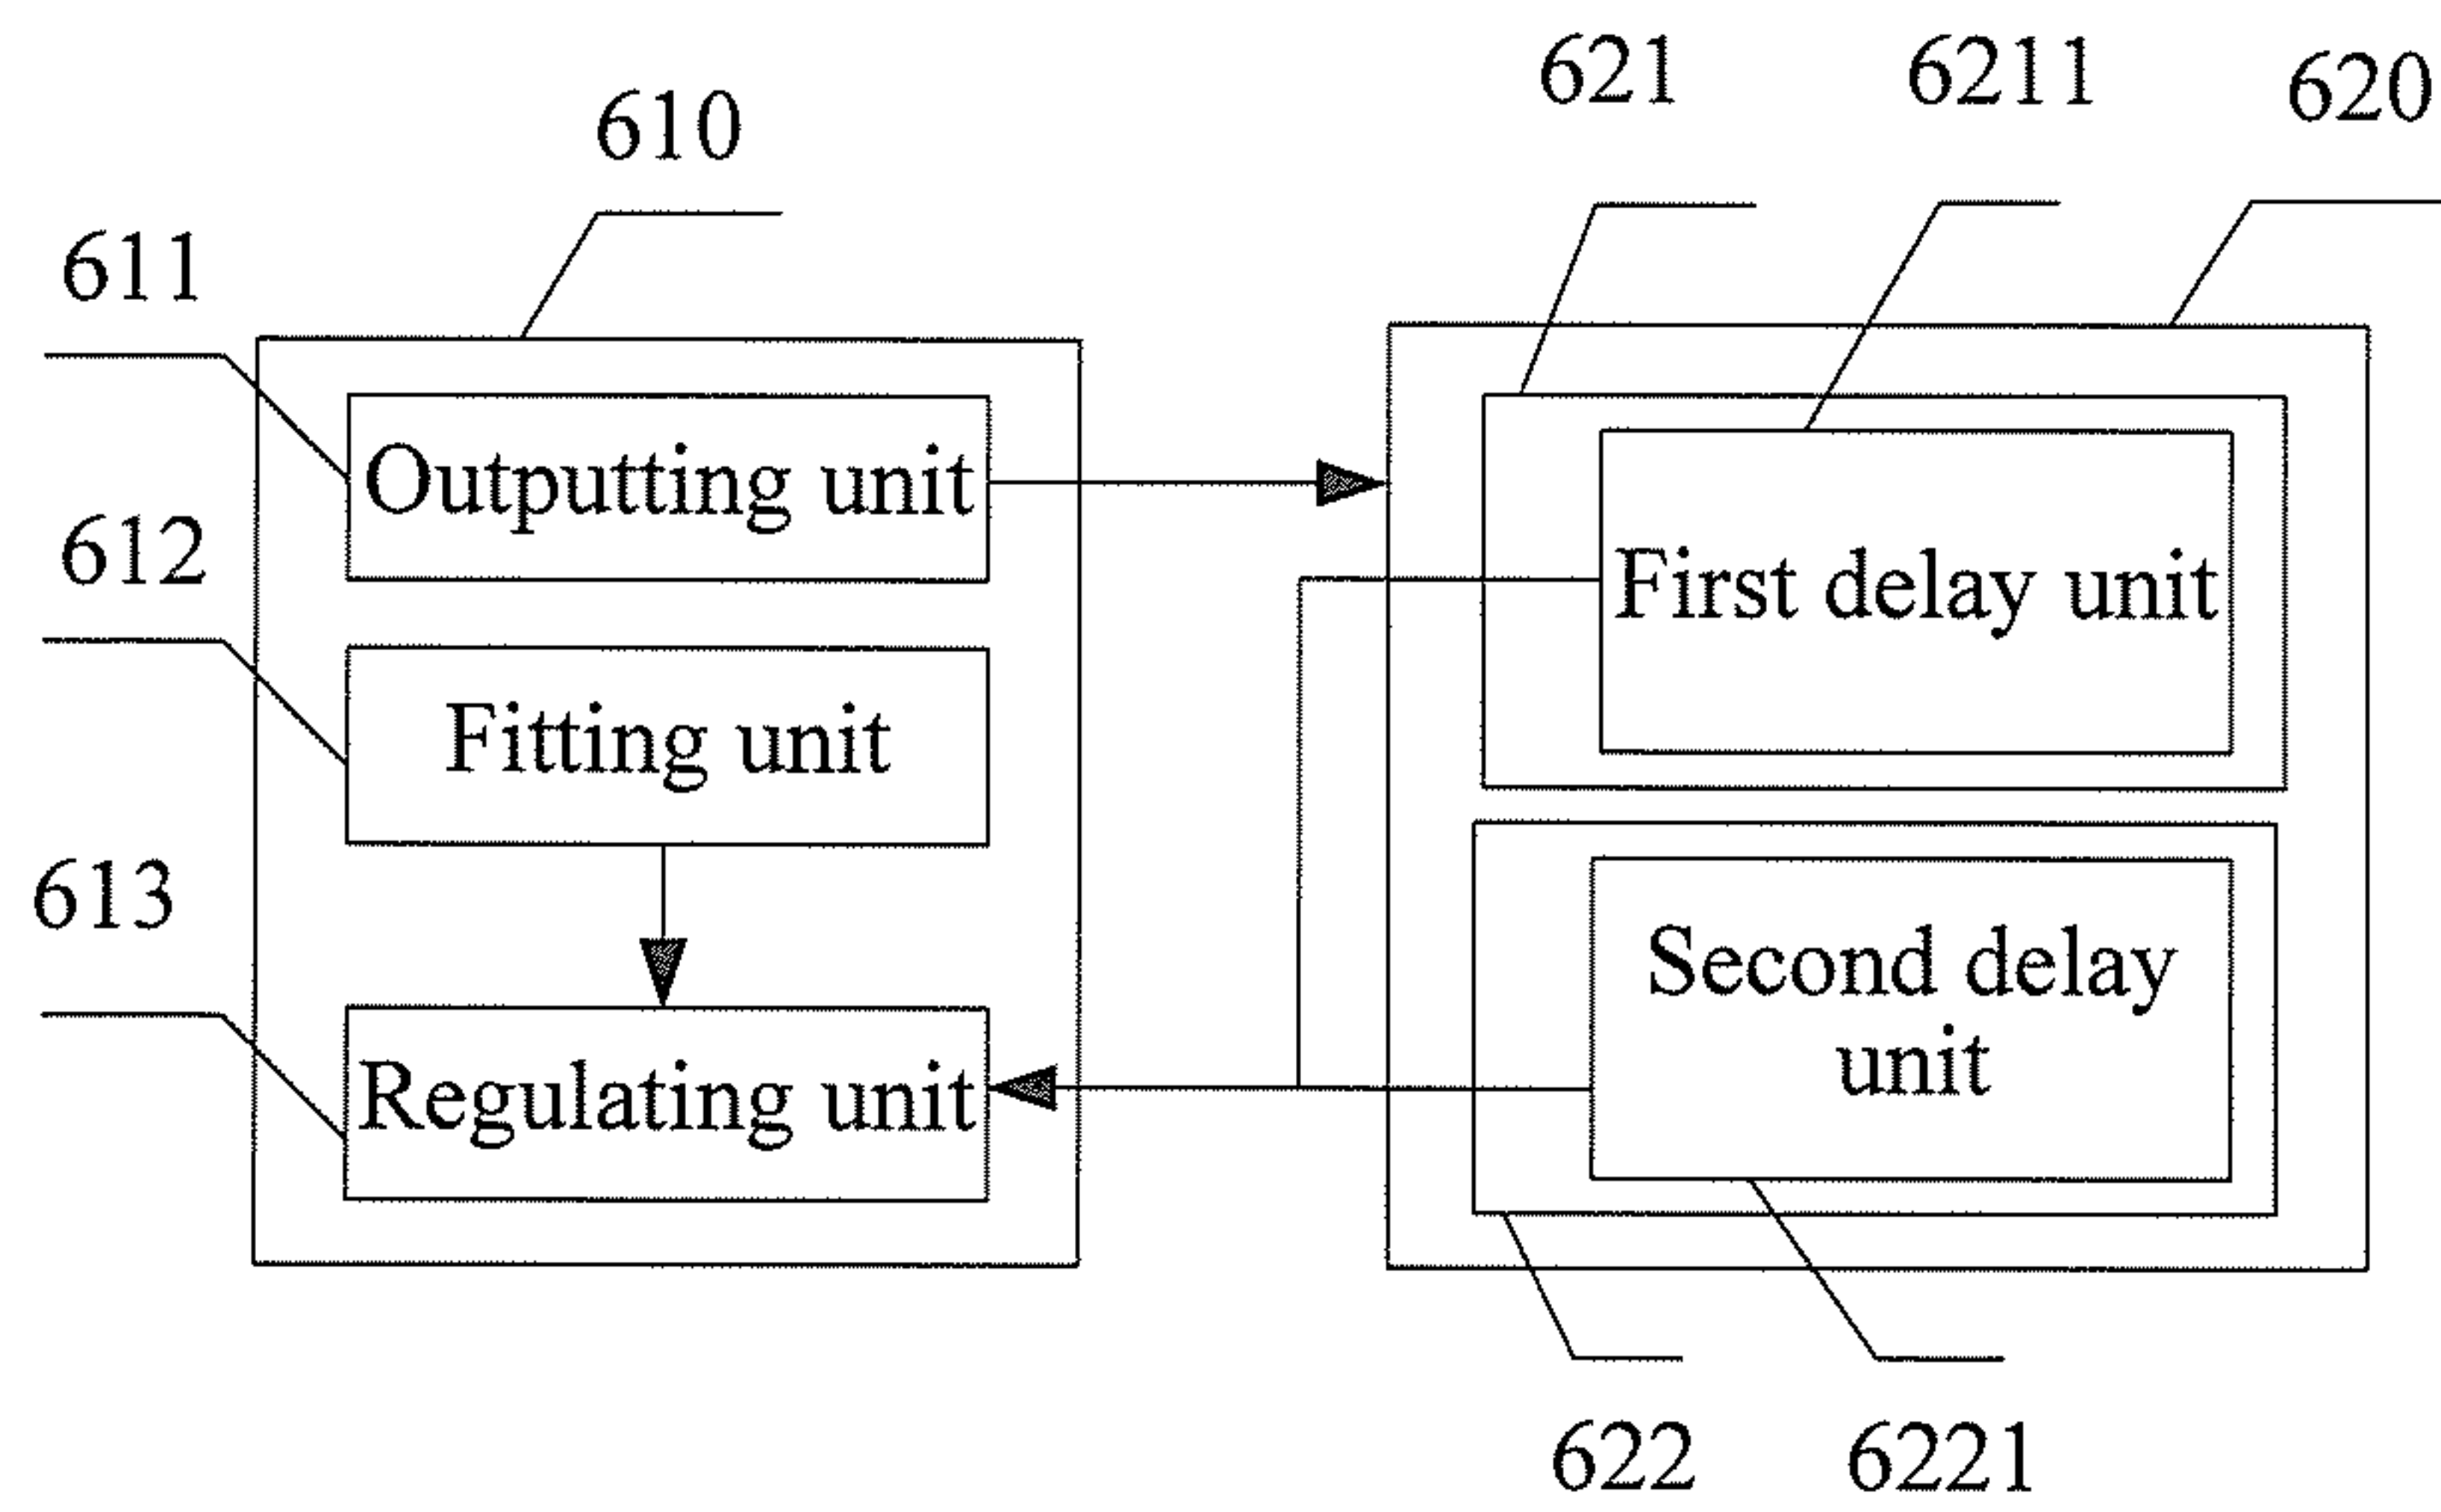 621
6211
620
610
611
Outputting unit
612
First delay unit
Fitting unit
613
Second delay
unit
Regulating unit
622
6221